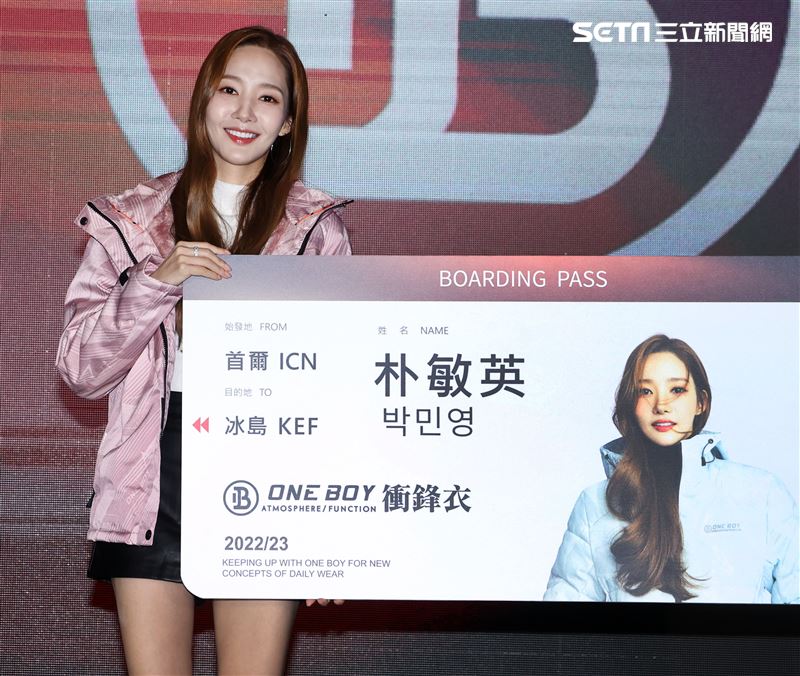 SETN三立新聞網
BOARDING PASS
始發地 FROM
首爾 ICN
目的地 TO
冰島 KEF
姓 名 NAME
朴敏英
박민영
B ONE BOY 衝鋒衣
ATMOSPHERE/FUNCTION
2022/23
KEEPING UP WITH ONE BOY FOR NEW
CONCEPTS OF DAILY WEAR
ONE BOY